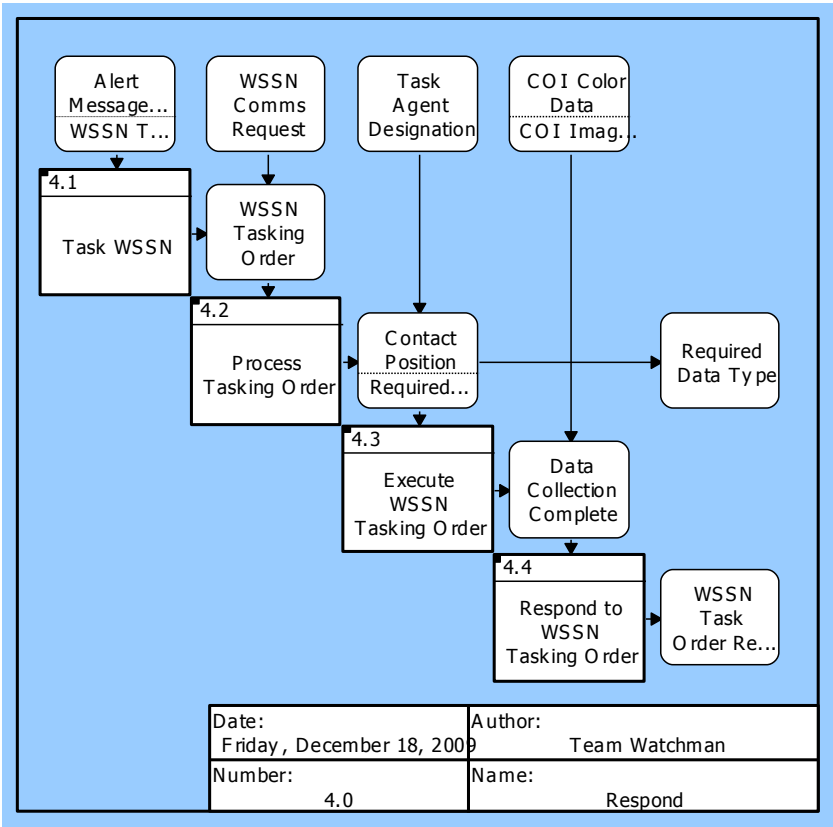 Alert
Message...
WSSN T...
WSSN
Comms
Request
Task
Agent
Designation
COI Color
Data
COI Imag...
4.1
Task WSSN
WSSN
Tasking
Order
4.2
Process
Tasking Order
Contact
Position
Required...
Required
Data Type
4.3
Execute
WSSN
Tasking Order
Data
Collection
Complete
4.4
Respond to
WSSN
Tasking Order
WSSN
Task
Order Re...
Date:
Friday, December 18, 2009
Author:
Team Watchman
Number:
4.0
Name:
Respond